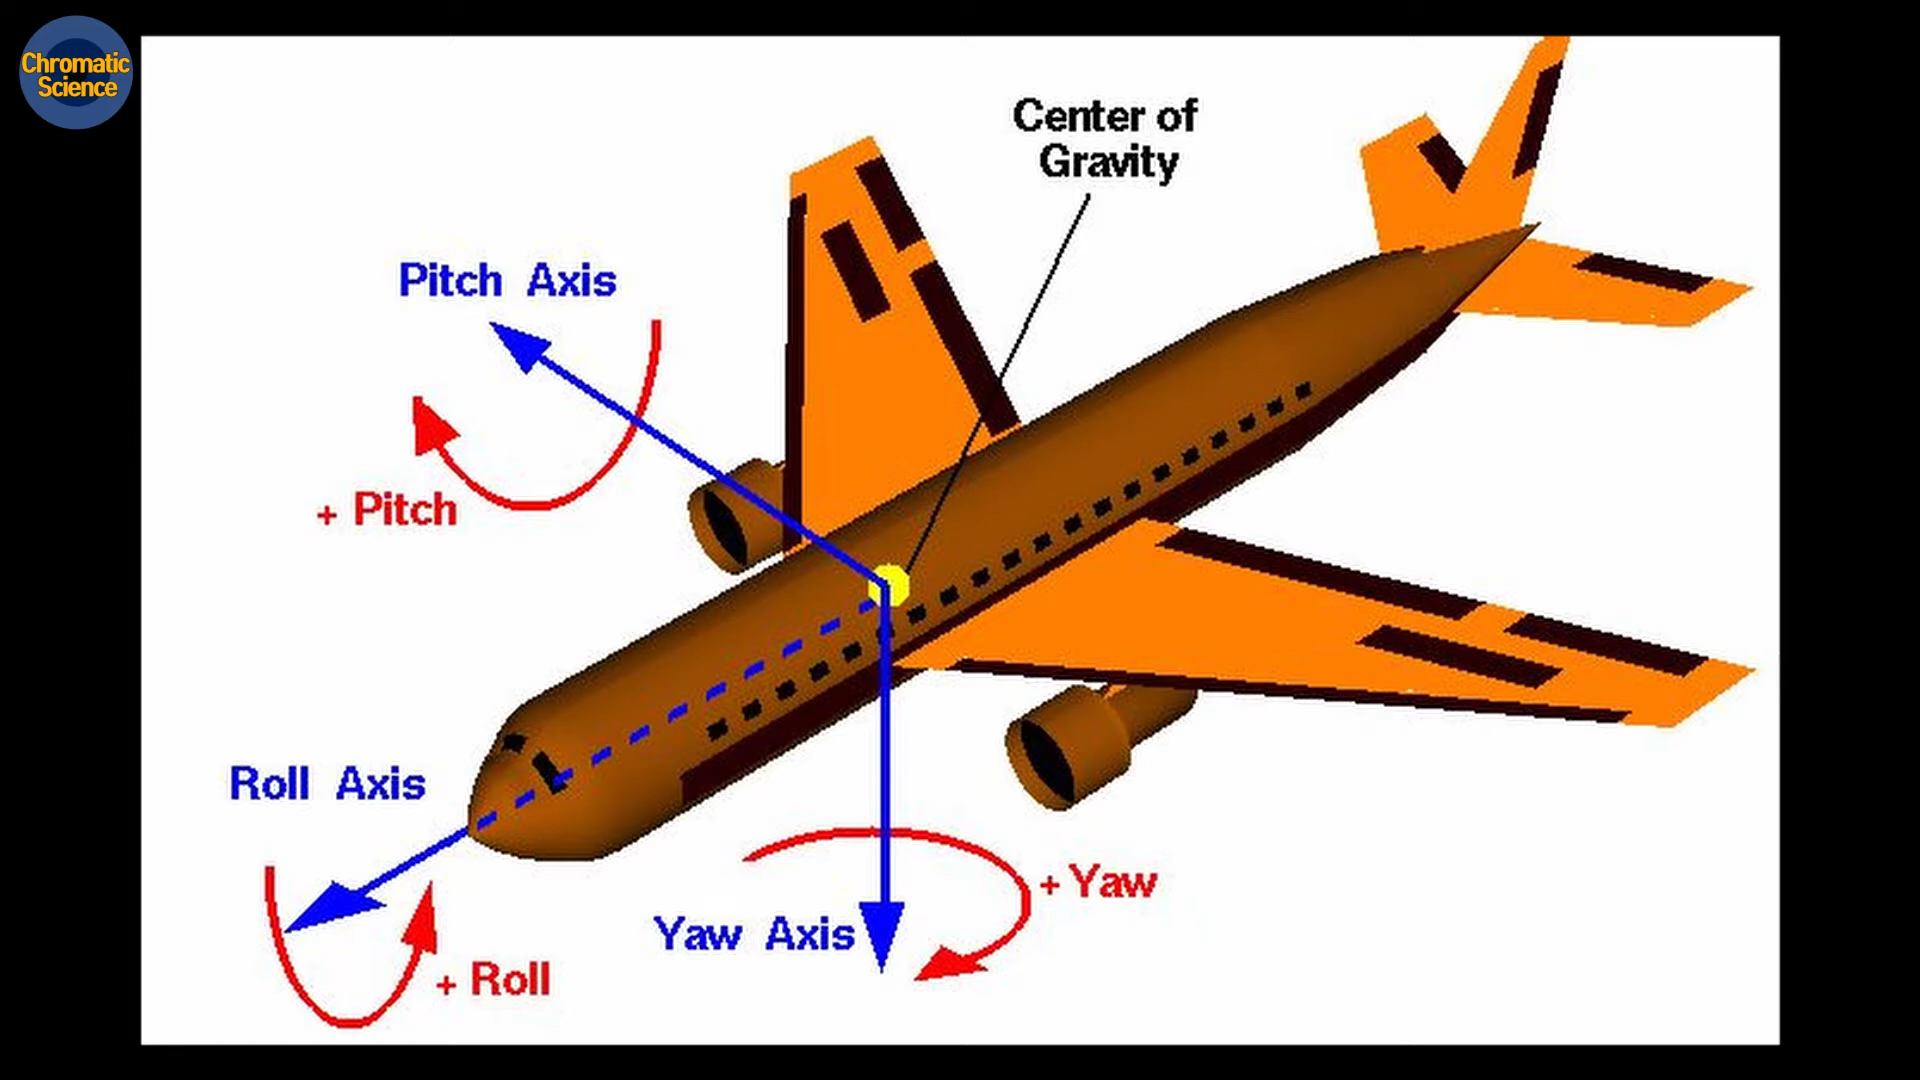 Chromatic
Science
Center of
Gravity
Pitch Axis
+ Pitch
Roll Axis
+ Roll
Yaw Axis
+ Yaw